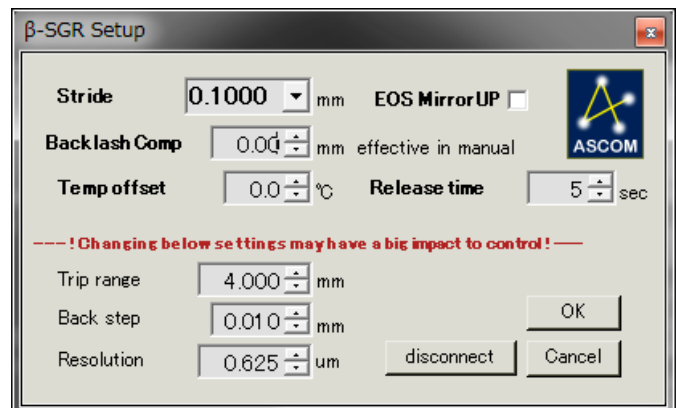 β-SGR Setup
Stride 0.1000 mm EOS MirrorUP
ASCOM
Backlash Comp 0.00 mm effective in manual
Temp offset 0.0 ℃ Release time 5 sec
---!Changing below settings may have a big impact to control!---
Trip range 4.000 mm
Back step 0.010 mm OK
Resolution 0.625 um disconnect Cancel